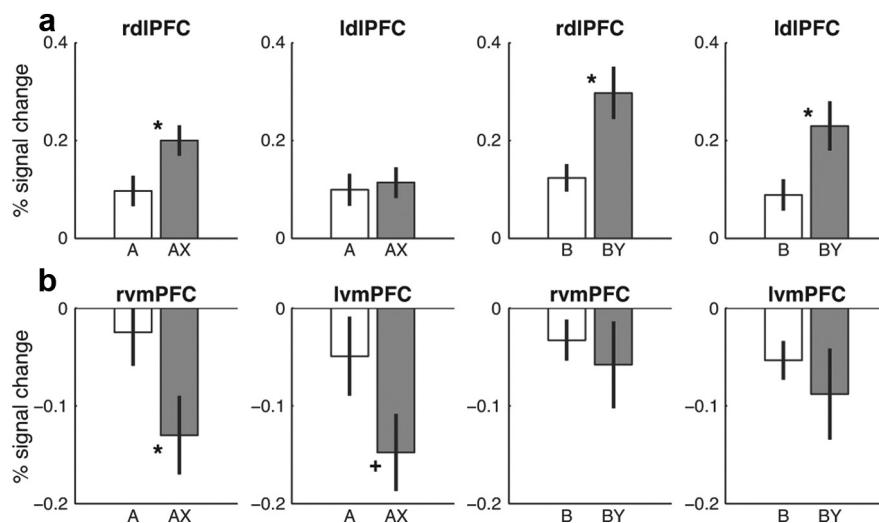 a
rdlPFC ldlPFC rdlPFC ldlPFC
0.4 0.4 0.4 0.4
* * *
% signal change
0.2 0.2 0.2 0.2
0 0 0 0
A AX A AX B BY B BY
b
rvmPFC lvmPFC rvmPFC lvmPFC
0 0 0 0
% signal change
−0.1 −0.1 −0.1 −0.1
* +
−0.2 −0.2 −0.2 −0.2
A AX A AX B BY B BY